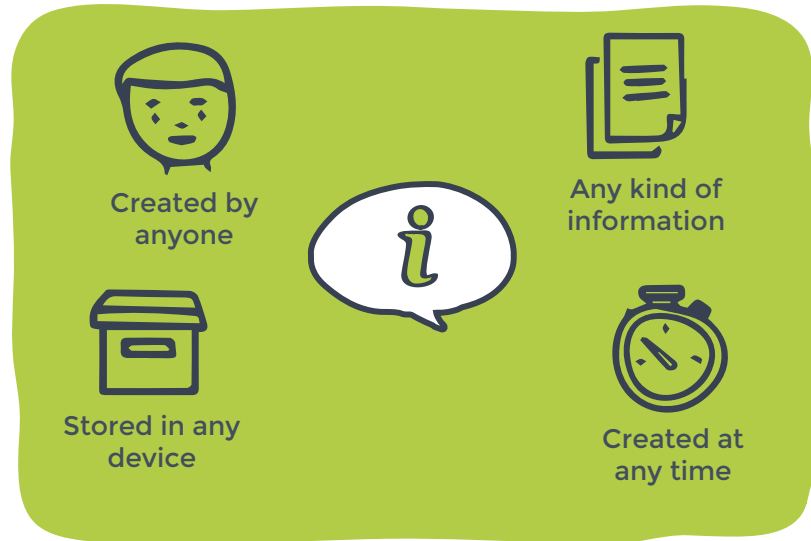 Created by
anyone
Any kind of
information
i
Stored in any
device
Created at
any time